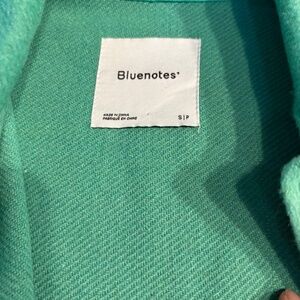 Bluenotes*
MADE IN CHINA
FABRIQUÉ EN CHINE
S|P